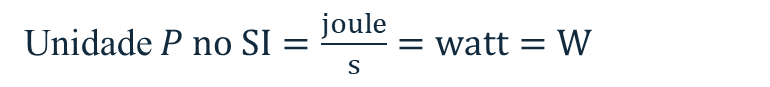 Unidade P no SI = joule/s = watt = W